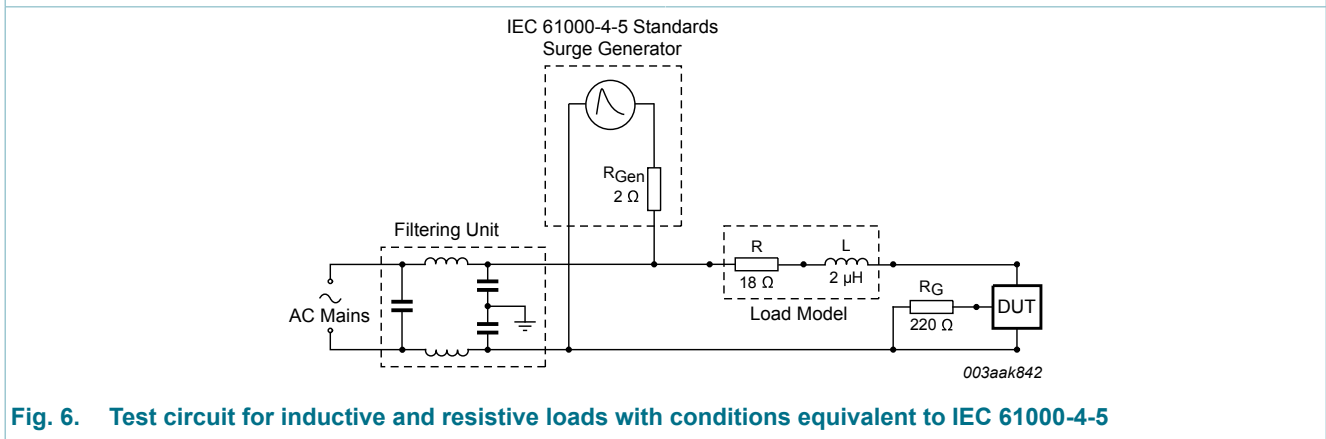 IEC 61000-4-5 Standards
Surge Generator
RGen
2 Ω
Filtering Unit
AC Mains
R
18 Ω
L
2 μH
Load Model
RG
220 Ω
DUT
003aak842
Fig. 6. Test circuit for inductive and resistive loads with conditions equivalent to IEC 61000-4-5